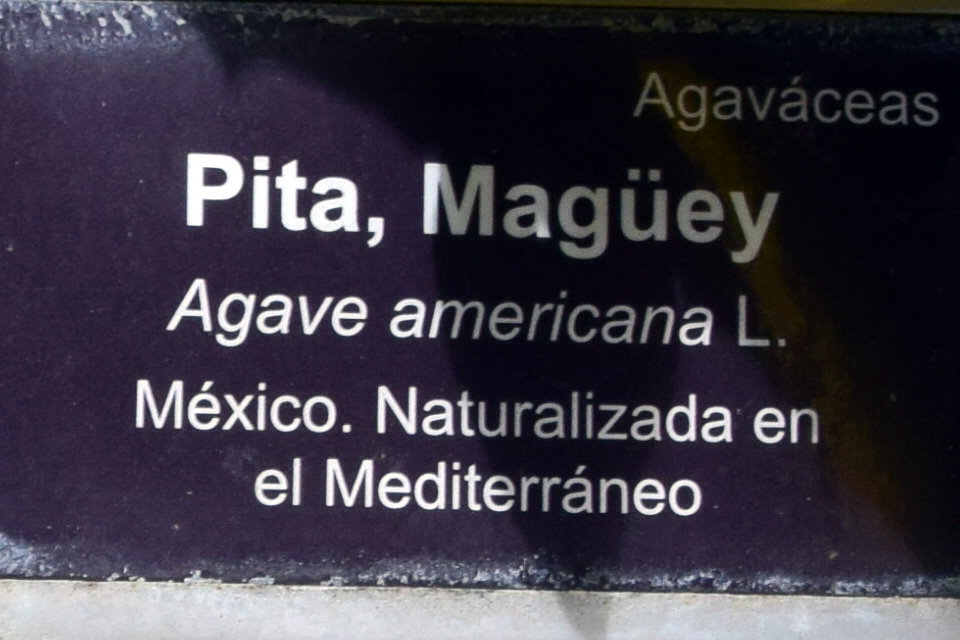 Agaváceas
Pita, Magüey
Agave americana L.
México. Naturalizada en
el Mediterráneo